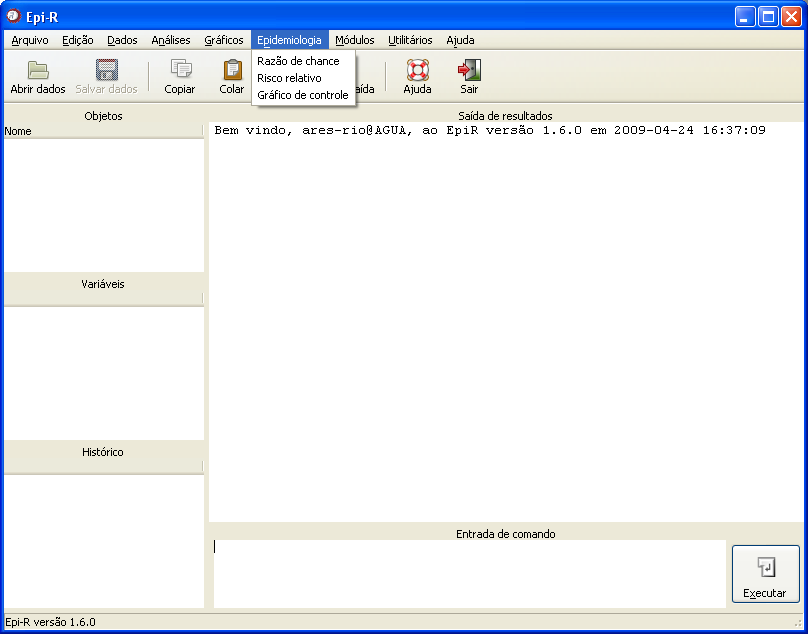 Epi-R
Arquivo Edição Dados Análises Gráficos Epidemiologia Módulos Utilitários Ajuda
Razão de chance
Risco relativo
Gráfico de controle
Abrir dados Salvar dados Copiar Colar aída Ajuda Sair
Objetos
Nome
Variáveis
Histórico
Saída de resultados
Bem vindo, ares-rio@AGUA, ao EpiR versão 1.6.0 em 2009-04-24 16:37:09
Entrada de comando
Executar
Epi-R versão 1.6.0